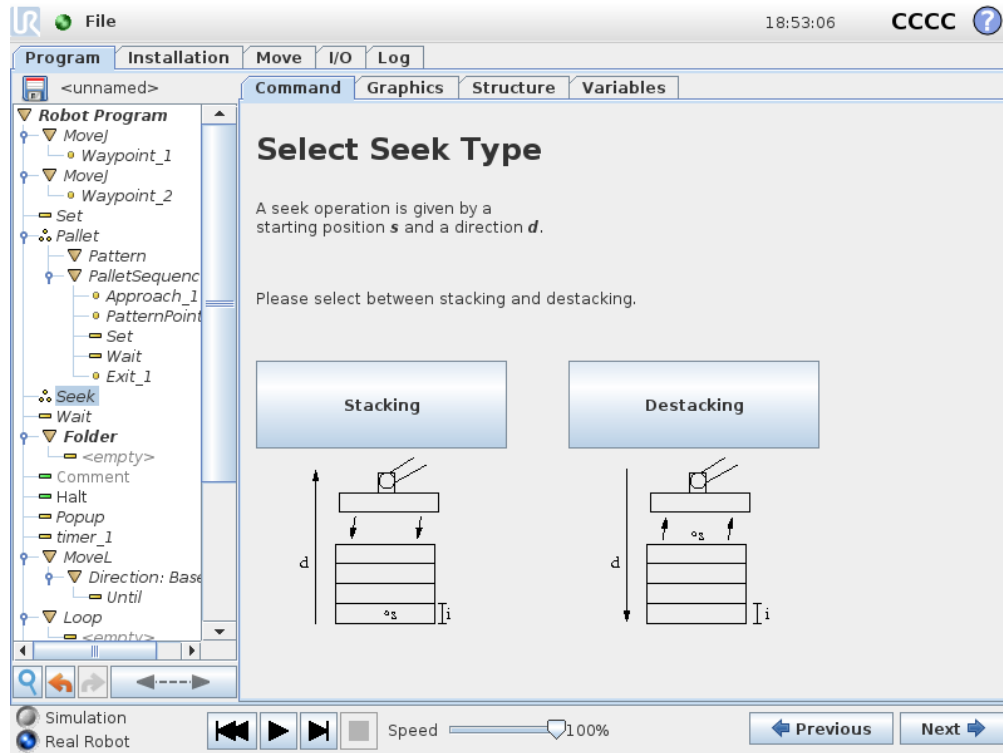 UR File 18:53:06 CCCC ?
Program Installation Move I/O Log
<unnamed> Command Graphics Structure Variables
Robot Program
MoveJ
Waypoint_1
MoveJ
Waypoint_2
Set
Pallet
Pattern
PalletSequenc
Approach_1
PatternPoint
Set
Wait
Exit_1
Seek
Wait
Folder
<empty>
Comment
Halt
Popup
timer_1
MoveL
Direction: Base
Until
Loop
<empty>
Select Seek Type
A seek operation is given by a
starting position s and a direction d.
Please select between stacking and destacking.
Stacking Destacking
d s i
d s i
Simulation
Real Robot
Speed 100%
Previous Next